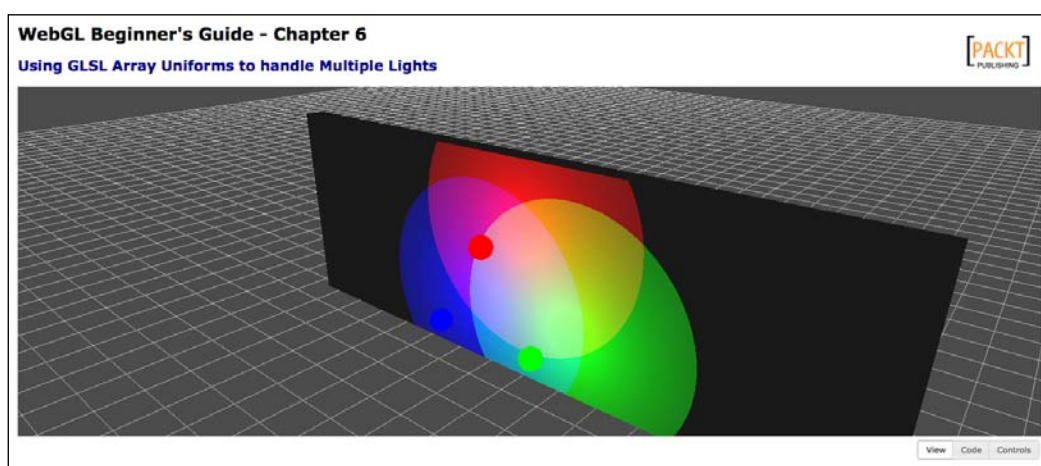 WebGL Beginner's Guide - Chapter 6
Using GLSL Array Uniforms to handle Multiple Lights
PACKT
PUBLISHING
View Code Controls